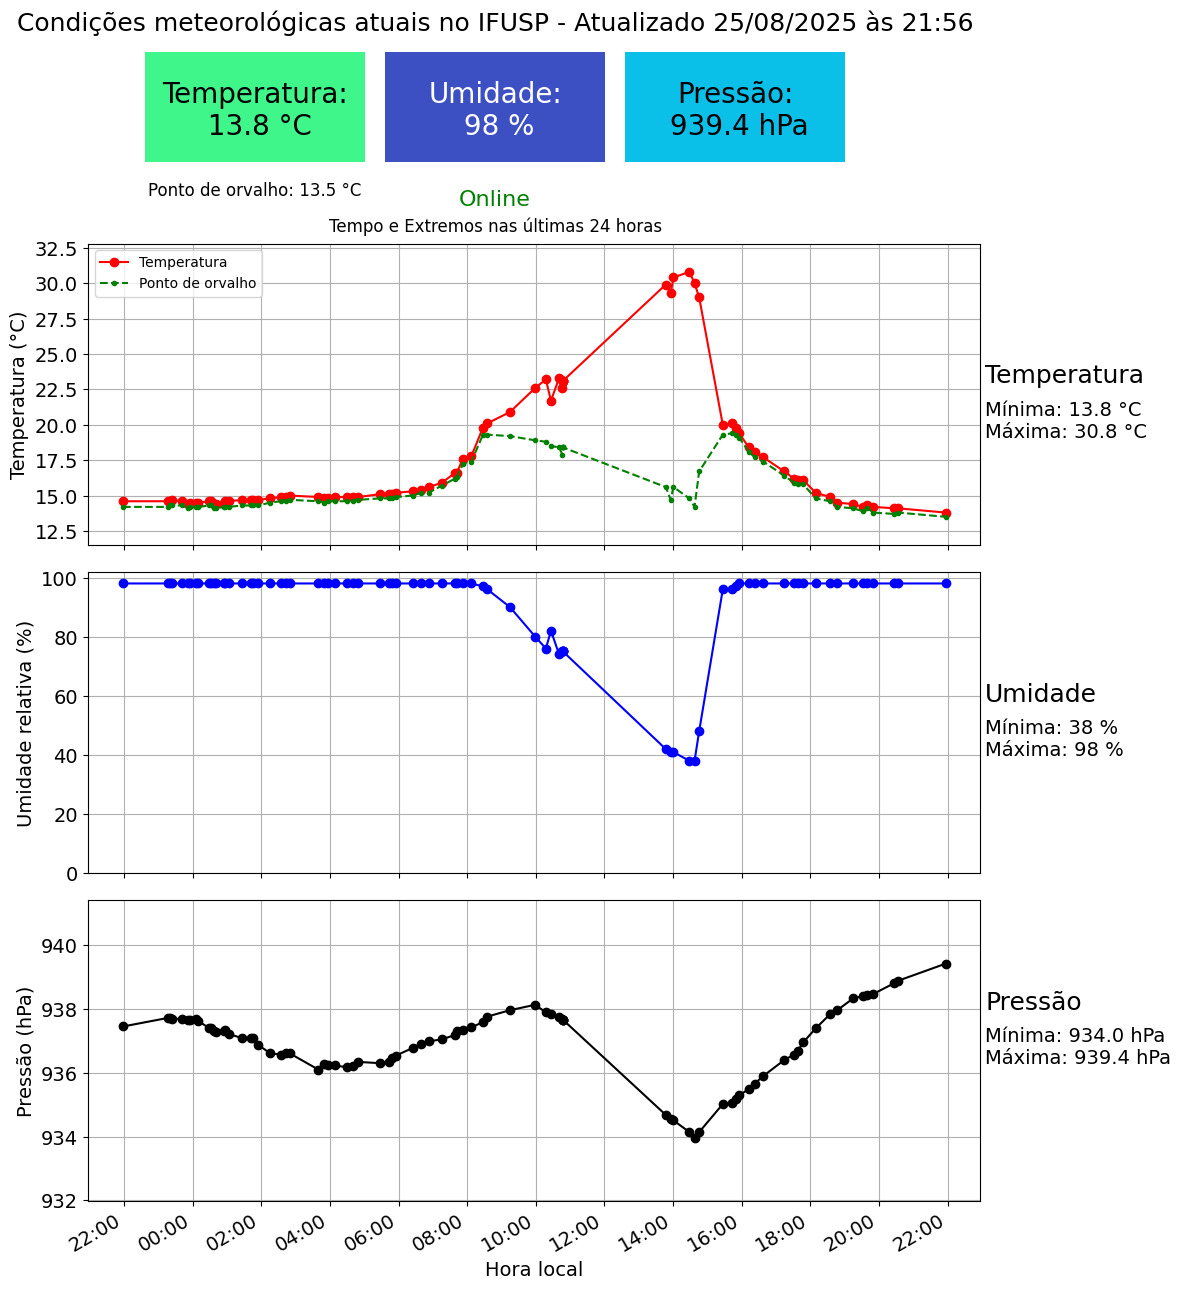 Condições meteorológicas atuais no IFUSP - Atualizado 25/08/2025 às 21:56
Temperatura:
13.8 °C
Umidade:
98 %
Pressão:
939.4 hPa
Ponto de orvalho: 13.5 °C
Online
Tempo e Extremos nas últimas 24 horas
Temperatura (°C)
32.5
30.0
27.5
25.0
22.5
20.0
17.5
15.0
12.5
Temperatura
Ponto de orvalho
Temperatura
Mínima: 13.8 °C
Máxima: 30.8 °C
Umidade relativa (%)
100
80
60
40
20
0
Umidade
Mínima: 38 %
Máxima: 98 %
Pressão (hPa)
940
938
936
934
932
Pressão
Mínima: 934.0 hPa
Máxima: 939.4 hPa
22:00
00:00
02:00
04:00
06:00
08:00
10:00
12:00
14:00
16:00
18:00
20:00
22:00
Hora local